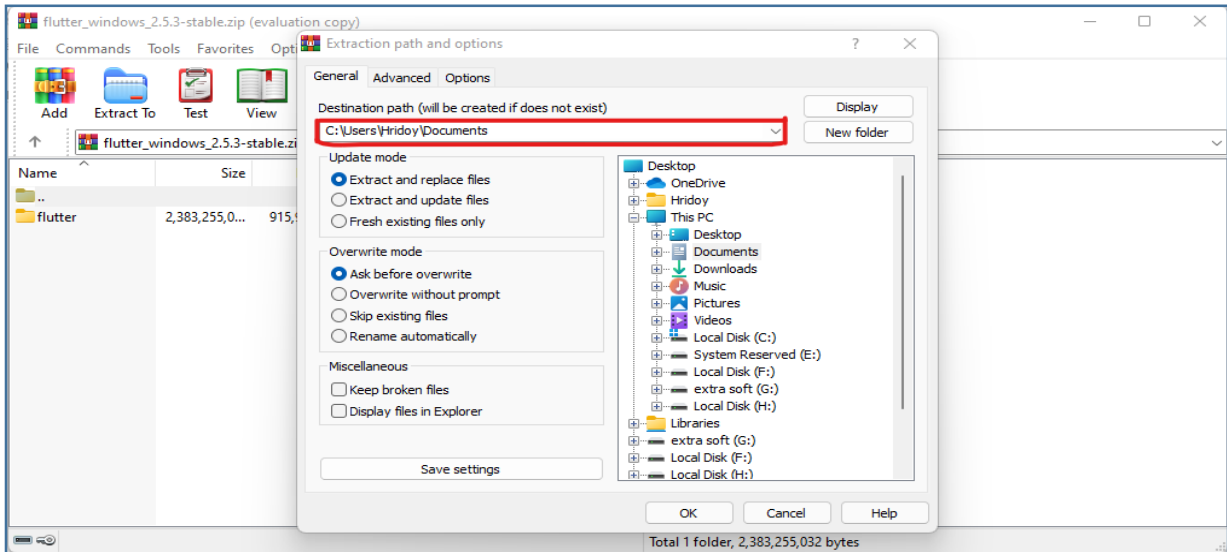 flutter_windows_2.5.3-stable.zip (evaluation copy)
File Commands Tools Favorites Opti
Extraction path and options
? 
Add Extract To Test View
flutter_windows_2.5.3-stable.zi
Name Size
..
flutter 2,383,255,0... 915,9
General Advanced Options
Destination path (will be created if does not exist)
Display
C:\Users\Hridoy\Documents
New folder
Update mode
Extract and replace files
Extract and update files
Fresh existing files only
Overwrite mode
Ask before overwrite
Overwrite without prompt
Skip existing files
Rename automatically
Miscellaneous
Keep broken files
Display files in Explorer
Save settings
Desktop
OneDrive
Hridoy
This PC
Desktop
Documents
Downloads
Music
Pictures
Videos
Local Disk (C:)
System Reserved (E:)
Local Disk (F:)
extra soft (G:)
Local Disk (H:)
Libraries
extra soft (G:)
Local Disk (F:)
Local Disk (H:)
OK Cancel Help
Total 1 folder, 2,383,255,032 bytes